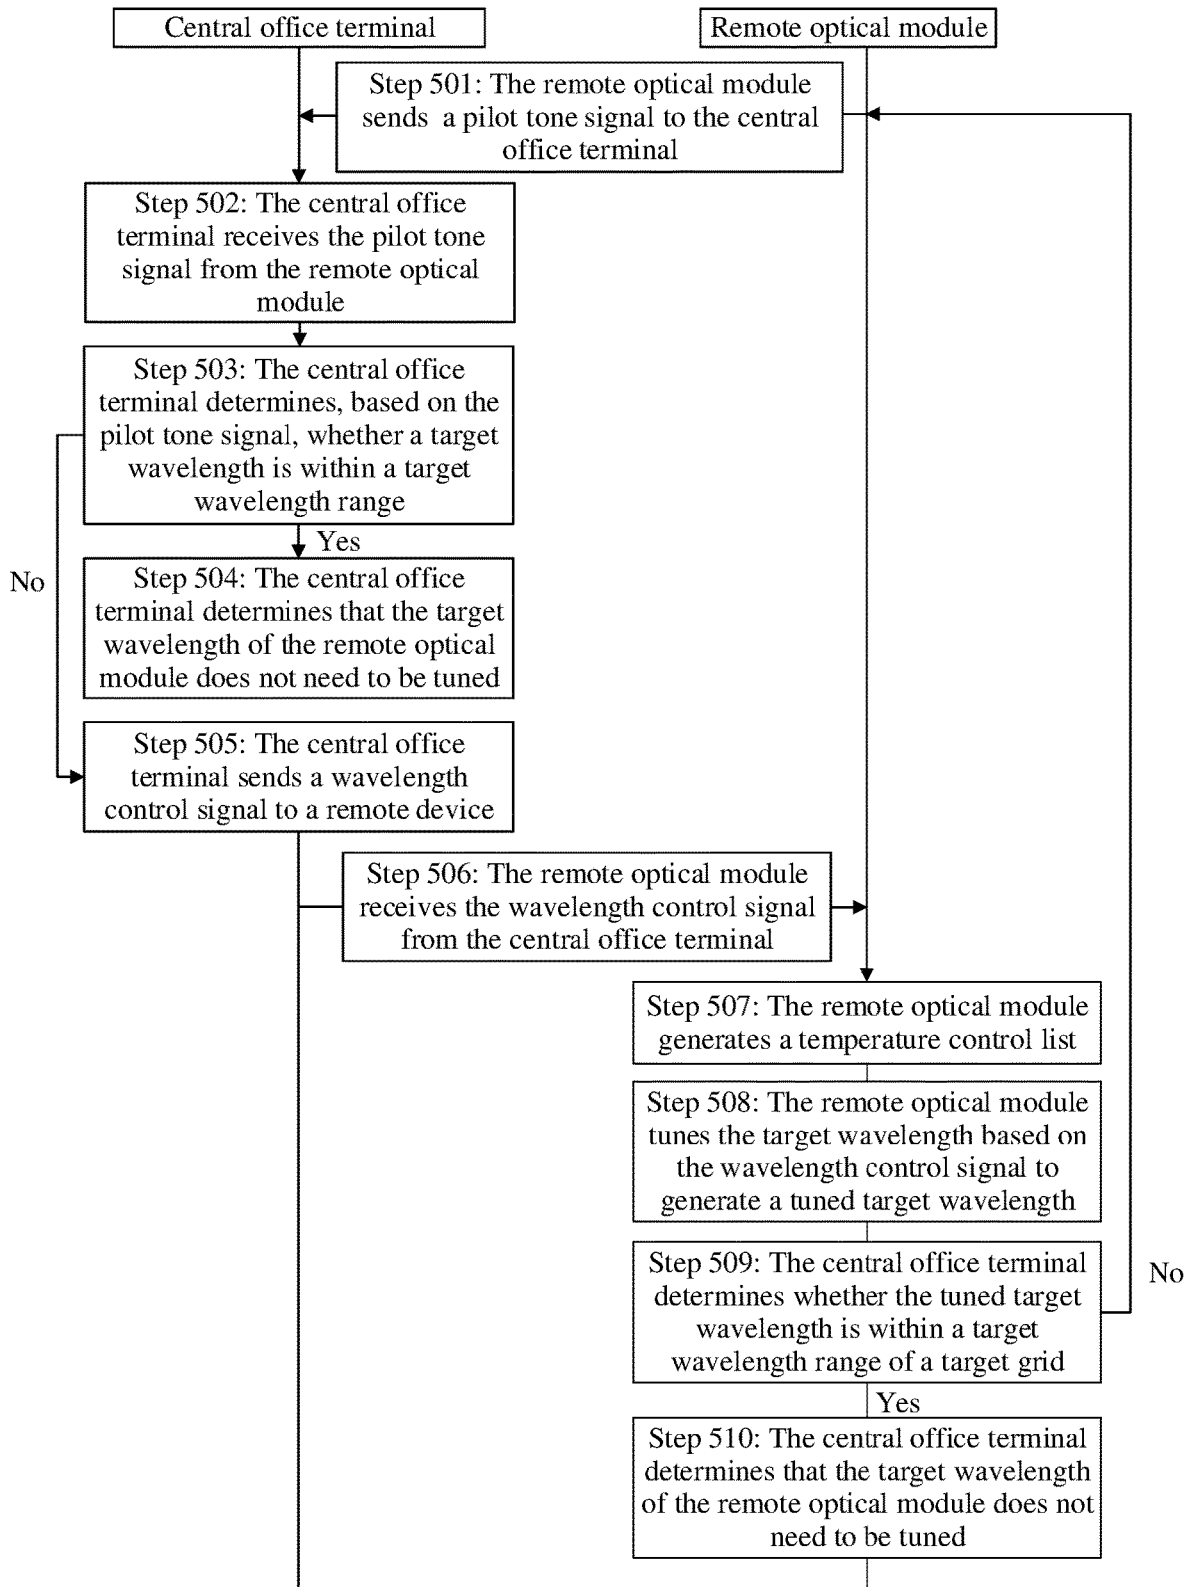 Central office terminal
Remote optical module
Step 501: The remote optical module
sends a pilot tone signal to the central
office terminal
Step 502: The central office
terminal receives the pilot tone
signal from the remote optical
module
Step 503: The central office
terminal determines, based on the
pilot tone signal, whether a target
wavelength is within a target
wavelength range
Yes
No
Step 504: The central office
terminal determines that the target
wavelength of the remote optical
module does not need to be tuned
Step 505: The central office
terminal sends a wavelength
control signal to a remote device
Step 506: The remote optical module
receives the wavelength control signal
from the central office terminal
Step 507: The remote optical module
generates a temperature control list
Step 508: The remote optical module
tunes the target wavelength based on
the wavelength control signal to
generate a tuned target wavelength
Step 509: The central office terminal
determines whether the tuned target
wavelength is within a target
wavelength range of a target grid
No
Yes
Step 510: The central office terminal
determines that the target wavelength
of the remote optical module does not
need to be tuned